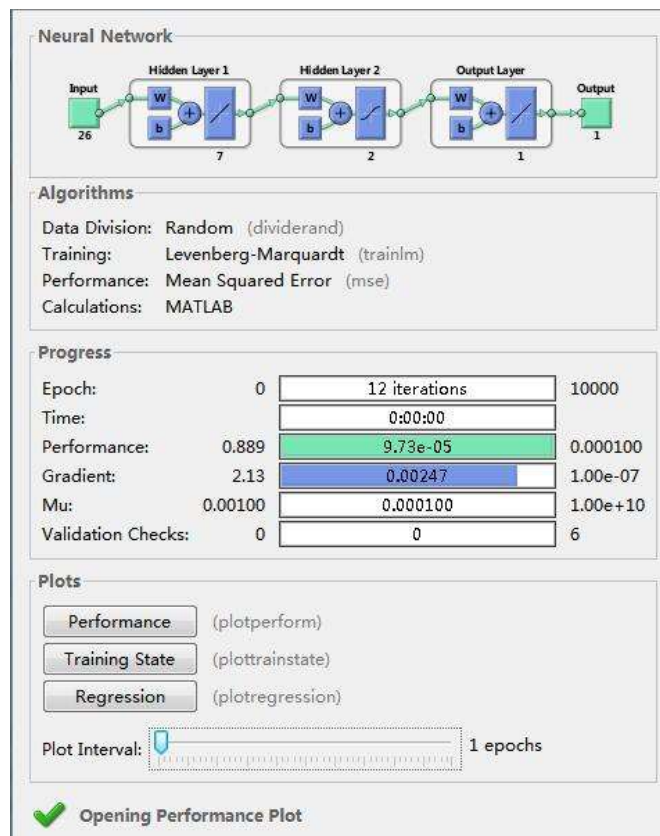 Neural Network
Hidden Layer 1 Hidden Layer 2 Output Layer
Input Output
W W W
b b b
26 7 2 1 1
Algorithms
Data Division: Random (dividerand)
Training: Levenberg-Marquardt (trainlm)
Performance: Mean Squared Error (mse)
Calculations: MATLAB
Progress
Epoch: 0 12 iterations 10000
Time: 0:00:00
Performance: 0.889 9.73e-05 0.000100
Gradient: 2.13 0.00247 1.00e-07
Mu: 0.00100 0.000100 1.00e+10
Validation Checks: 0 0 6
Plots
Performance (plotperform)
Training State (plottrainstate)
Regression (plotregression)
Plot Interval: 1 epochs
Opening Performance Plot